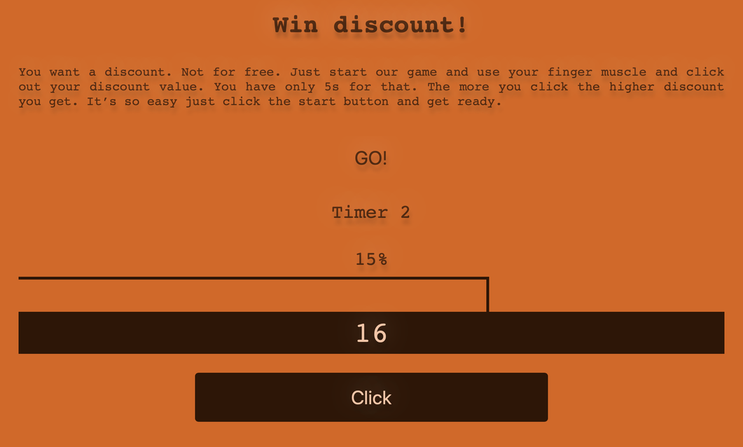 Win discount!
You want a discount. Not for free. Just start our game and use your finger muscle and click
out your discount value. You have only 5s for that. The more you click the higher discount
you get. It’s so easy just click the start button and get ready.
GO!
Timer 2
15%
16
Click